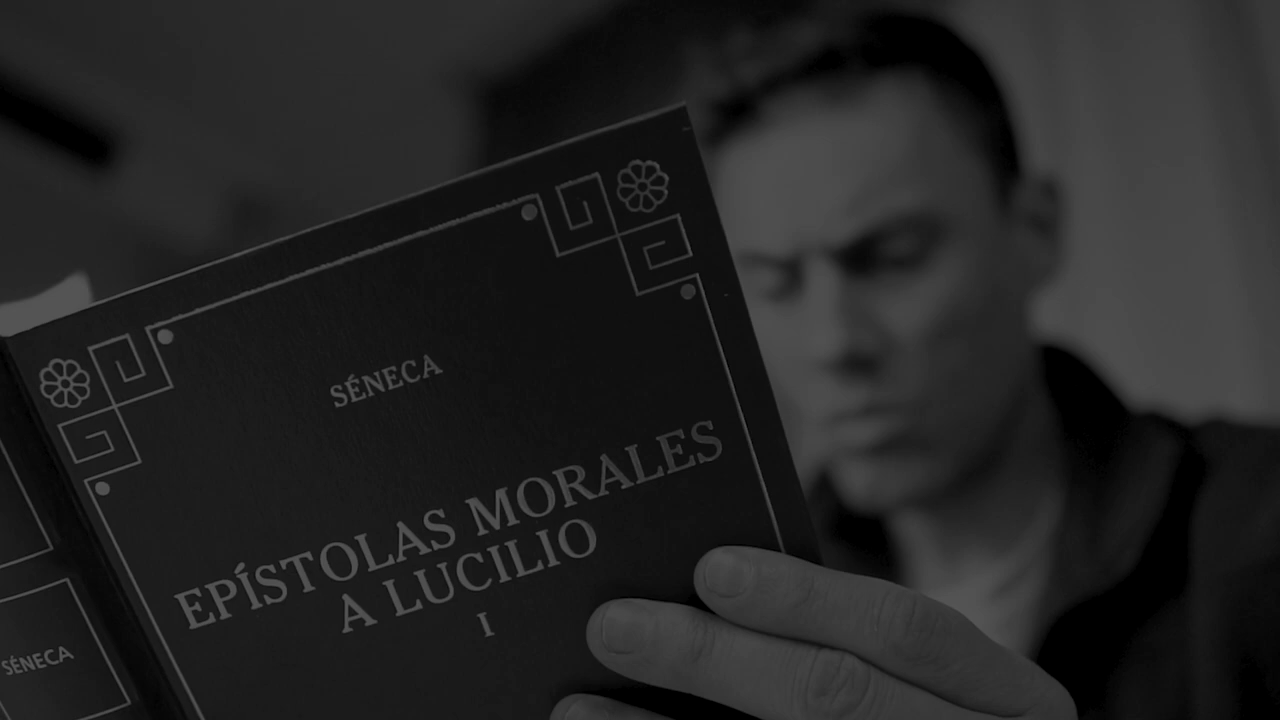 SÉNECA
EPÍSTOLAS MORALES
A LUCILIO
I
SÉNECA